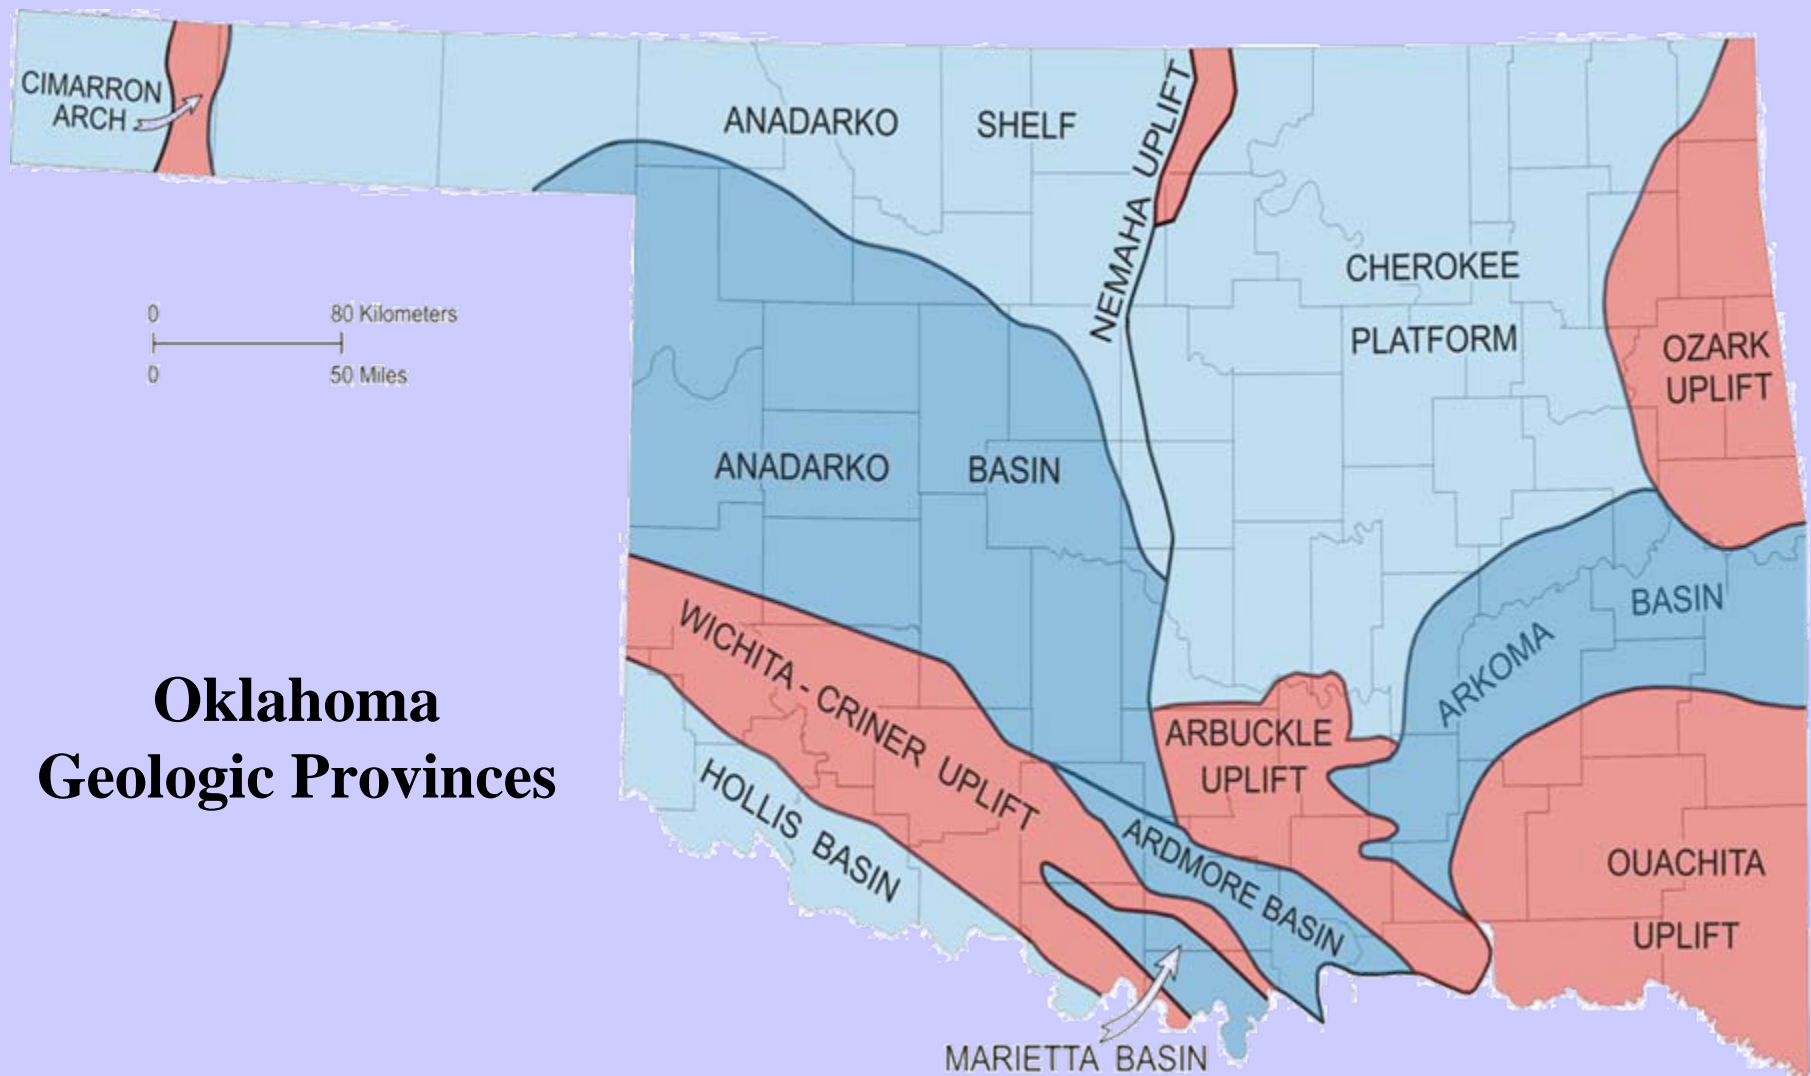 CIMARRON
ARCH
ANADARKO SHELF
NEMAHA UPLIFT
CHEROKEE
PLATFORM
OZARK
UPLIFT
0 80 Kilometers
0 50 Miles
ANADARKO BASIN
ARKOMA BASIN
WICHITA - CRINER UPLIFT
Oklahoma
Geologic Provinces
ARBUCKLE
UPLIFT
HOLLIS BASIN
ARDMORE BASIN
OUACHITA
UPLIFT
MARIETTA BASIN